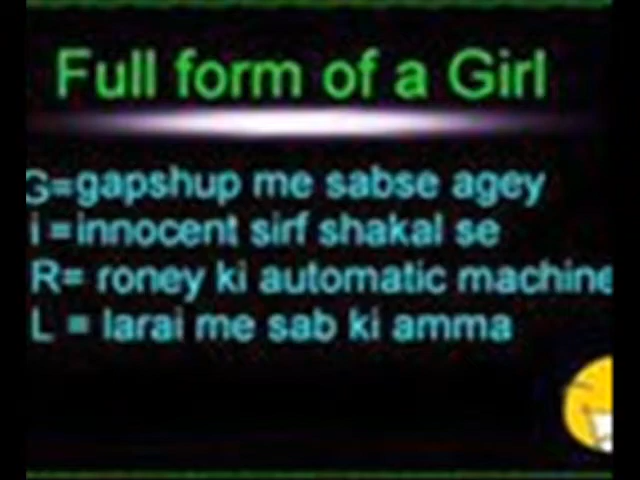 Full form of a Girl
G=gapshup me sabse agey
i =innocent sirf shakal se
R= roney ki automatic machine
L = larai me sab ki amma